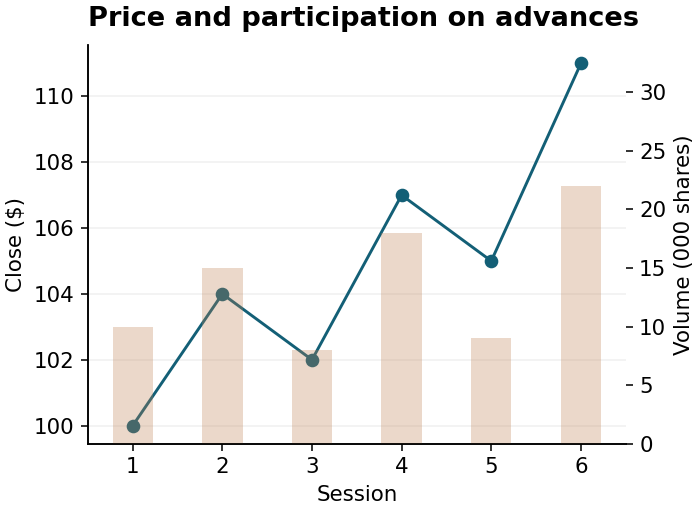 Price and participation on advances
Close ($)
110
108
106
104
102
100
30
25
20
15
10
5
0
Volume (000 shares)
1 2 3 4 5 6
Session